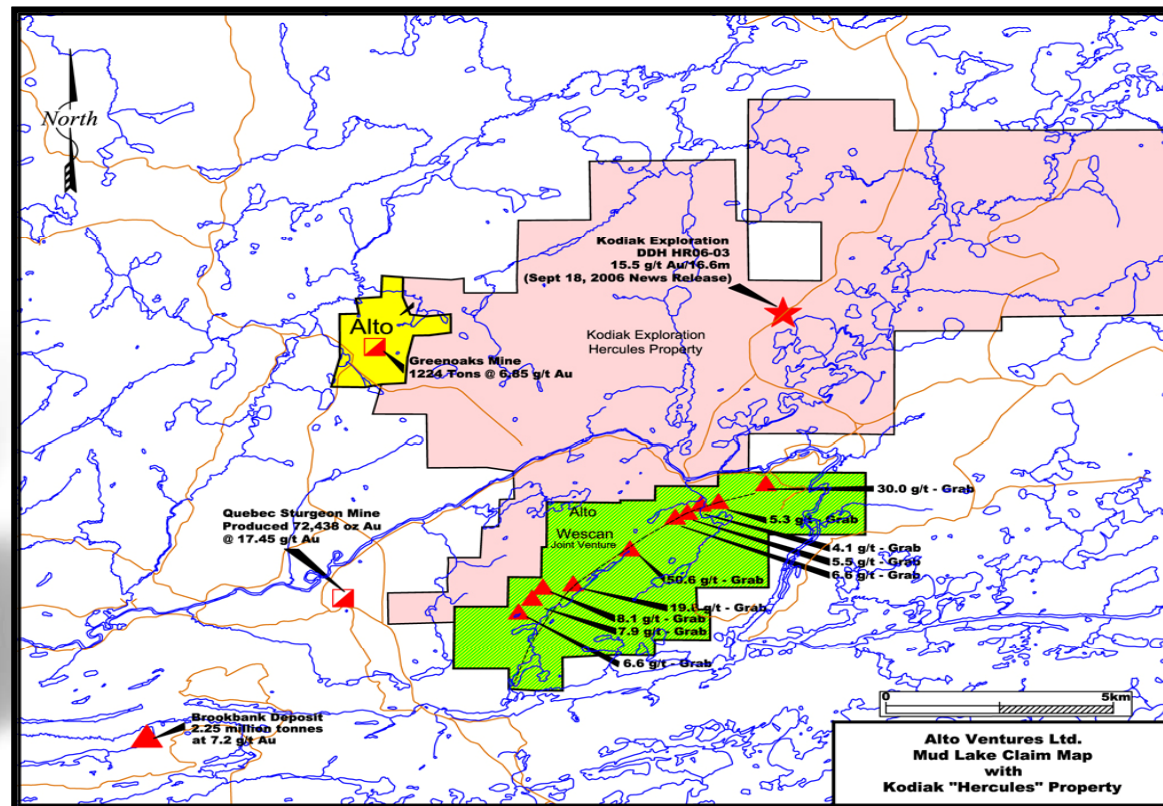 North
Kodiak Exploration
DDH HR06-03
15.5 g/t Au/16.6m
(Sept 18, 2006 News Release)
Alto
Kodiak Exploration
Hercules Property
Greenoaks Mine
1224 Tons @ 6.85 g/t Au
30.0 g/t - Grab
Quebec Sturgeon Mine
Produced 72,438 oz Au
@ 17.45 g/t Au
Alto
Wescan
Joint Venture
5.3 g/t - Grab
4.1 g/t - Grab
5.5 g/t - Grab
6.6 g/t - Grab
50.6 g/t - Grab
g/t - Grab
8.1 g/t - Grab
7.9 g/t - Grab
6.6 g/t - Grab
0 5km
Brookbank Deposit
2.25 million tonnes
at 7.2 g/t Au
Alto Ventures Ltd.
Mud Lake Claim Map
with
Kodiak "Hercules" Property